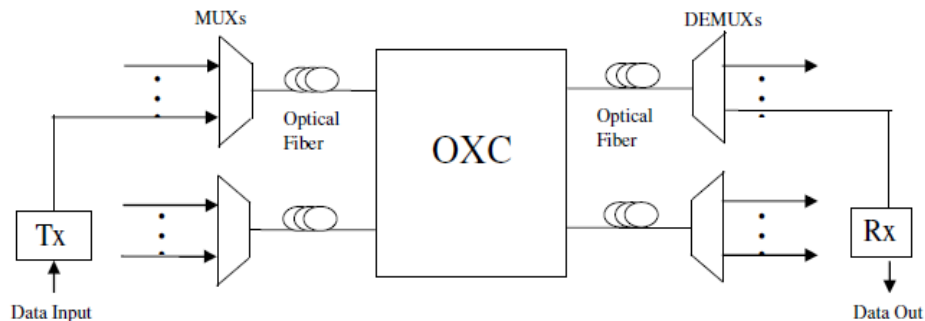 MUXs
DEMUXs
Optical
Fiber
OXC
Optical
Fiber
Tx
Rx
Data Input
Data Out